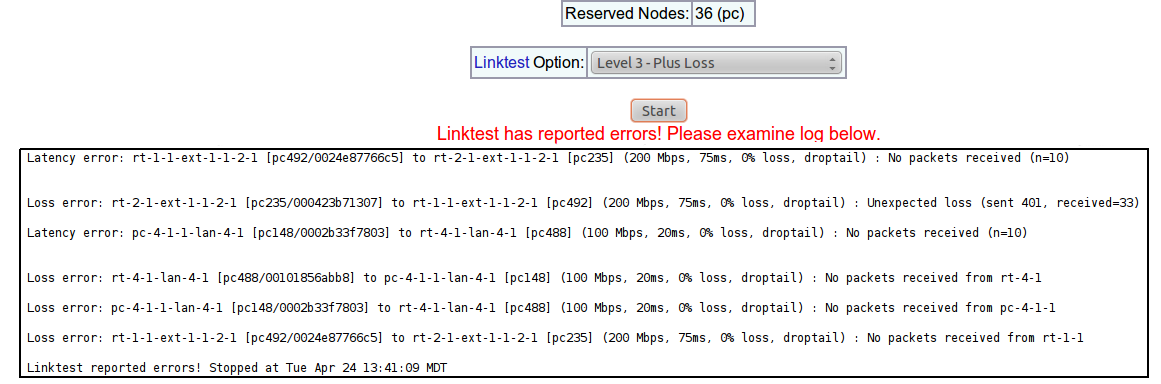 Reserved Nodes: 36 (pc)
Linktest Option: Level 3 - Plus Loss
Start
Linktest has reported errors! Please examine log below.
Latency error: rt-1-1-ext-1-1-2-1 [pc492/0024e87766c5] to rt-2-1-ext-1-1-2-1 [pc235] (200 Mbps, 75ms, 0% loss, droptail) : No packets received (n=10)
Loss error: rt-2-1-ext-1-1-2-1 [pc235/000423b71307] to rt-1-1-ext-1-1-2-1 [pc492] (200 Mbps, 75ms, 0% loss, droptail) : Unexpected loss (sent 401, received=33)
Latency error: pc-4-1-1-lan-4-1 [pc148/0002b33f7803] to rt-4-1-lan-4-1 [pc488] (100 Mbps, 20ms, 0% loss, droptail) : No packets received (n=10)
Loss error: rt-4-1-lan-4-1 [pc488/00101856abb8] to pc-4-1-1-lan-4-1 [pc148] (100 Mbps, 20ms, 0% loss, droptail) : No packets received from rt-4-1
Loss error: pc-4-1-1-lan-4-1 [pc148/0002b33f7803] to rt-4-1-lan-4-1 [pc488] (100 Mbps, 20ms, 0% loss, droptail) : No packets received from pc-4-1-1
Loss error: rt-1-1-ext-1-1-2-1 [pc492/0024e87766c5] to rt-2-1-ext-1-1-2-1 [pc235] (200 Mbps, 75ms, 0% loss, droptail) : No packets received from rt-1-1
Linktest reported errors! Stopped at Tue Apr 24 13:41:09 MDT